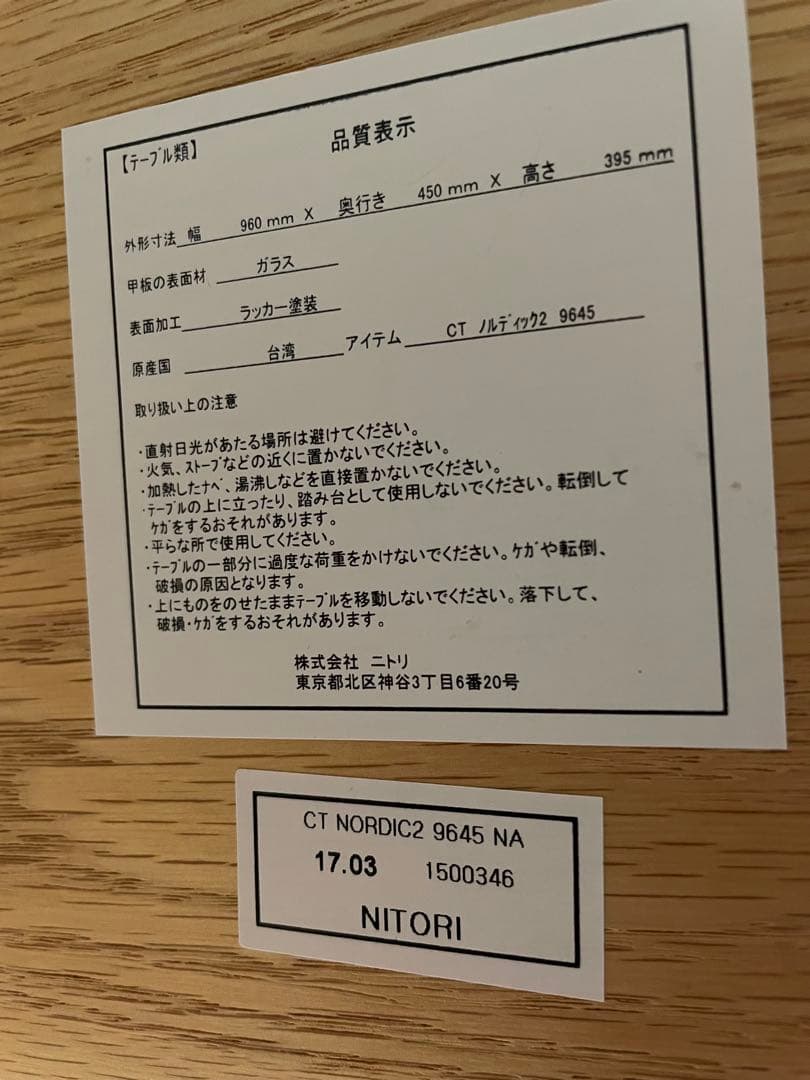 品質表示
【ﾃｰﾌﾞﾙ類】
外形寸法 幅 960 mm X 奥行き 450 mm X 高さ 395 mm
甲板の表面材 ガラス
表面加工 ラッカー塗装
原産国 台湾 アイテム CT ﾉﾙﾃﾞｨｯｸ2 9645
取り扱い上の注意
・直射日光があたる場所は避けてください。
・火気、ｽﾄｰﾌﾞなどの近くに置かないでください。
・加熱したﾅﾍﾞ、湯沸しなどを直接置かないでください。
・ﾃｰﾌﾞﾙの上に立ったり、踏み台として使用しないでください。転倒して
ｹｶﾞをするおそれがあります。
・平らな所で使用してください。
・ﾃｰﾌﾞﾙの一部分に過度な荷重をかけないでください。ｹｶﾞや転倒、
破損の原因となります。
・上にものをのせたままﾃｰﾌﾞﾙを移動しないでください。落下して、
破損・ｹｶﾞをするおそれがあります。
株式会社 ニトリ
東京都北区神谷3丁目6番20号
CT NORDIC2 9645 NA
17.03 1500346
NITORI